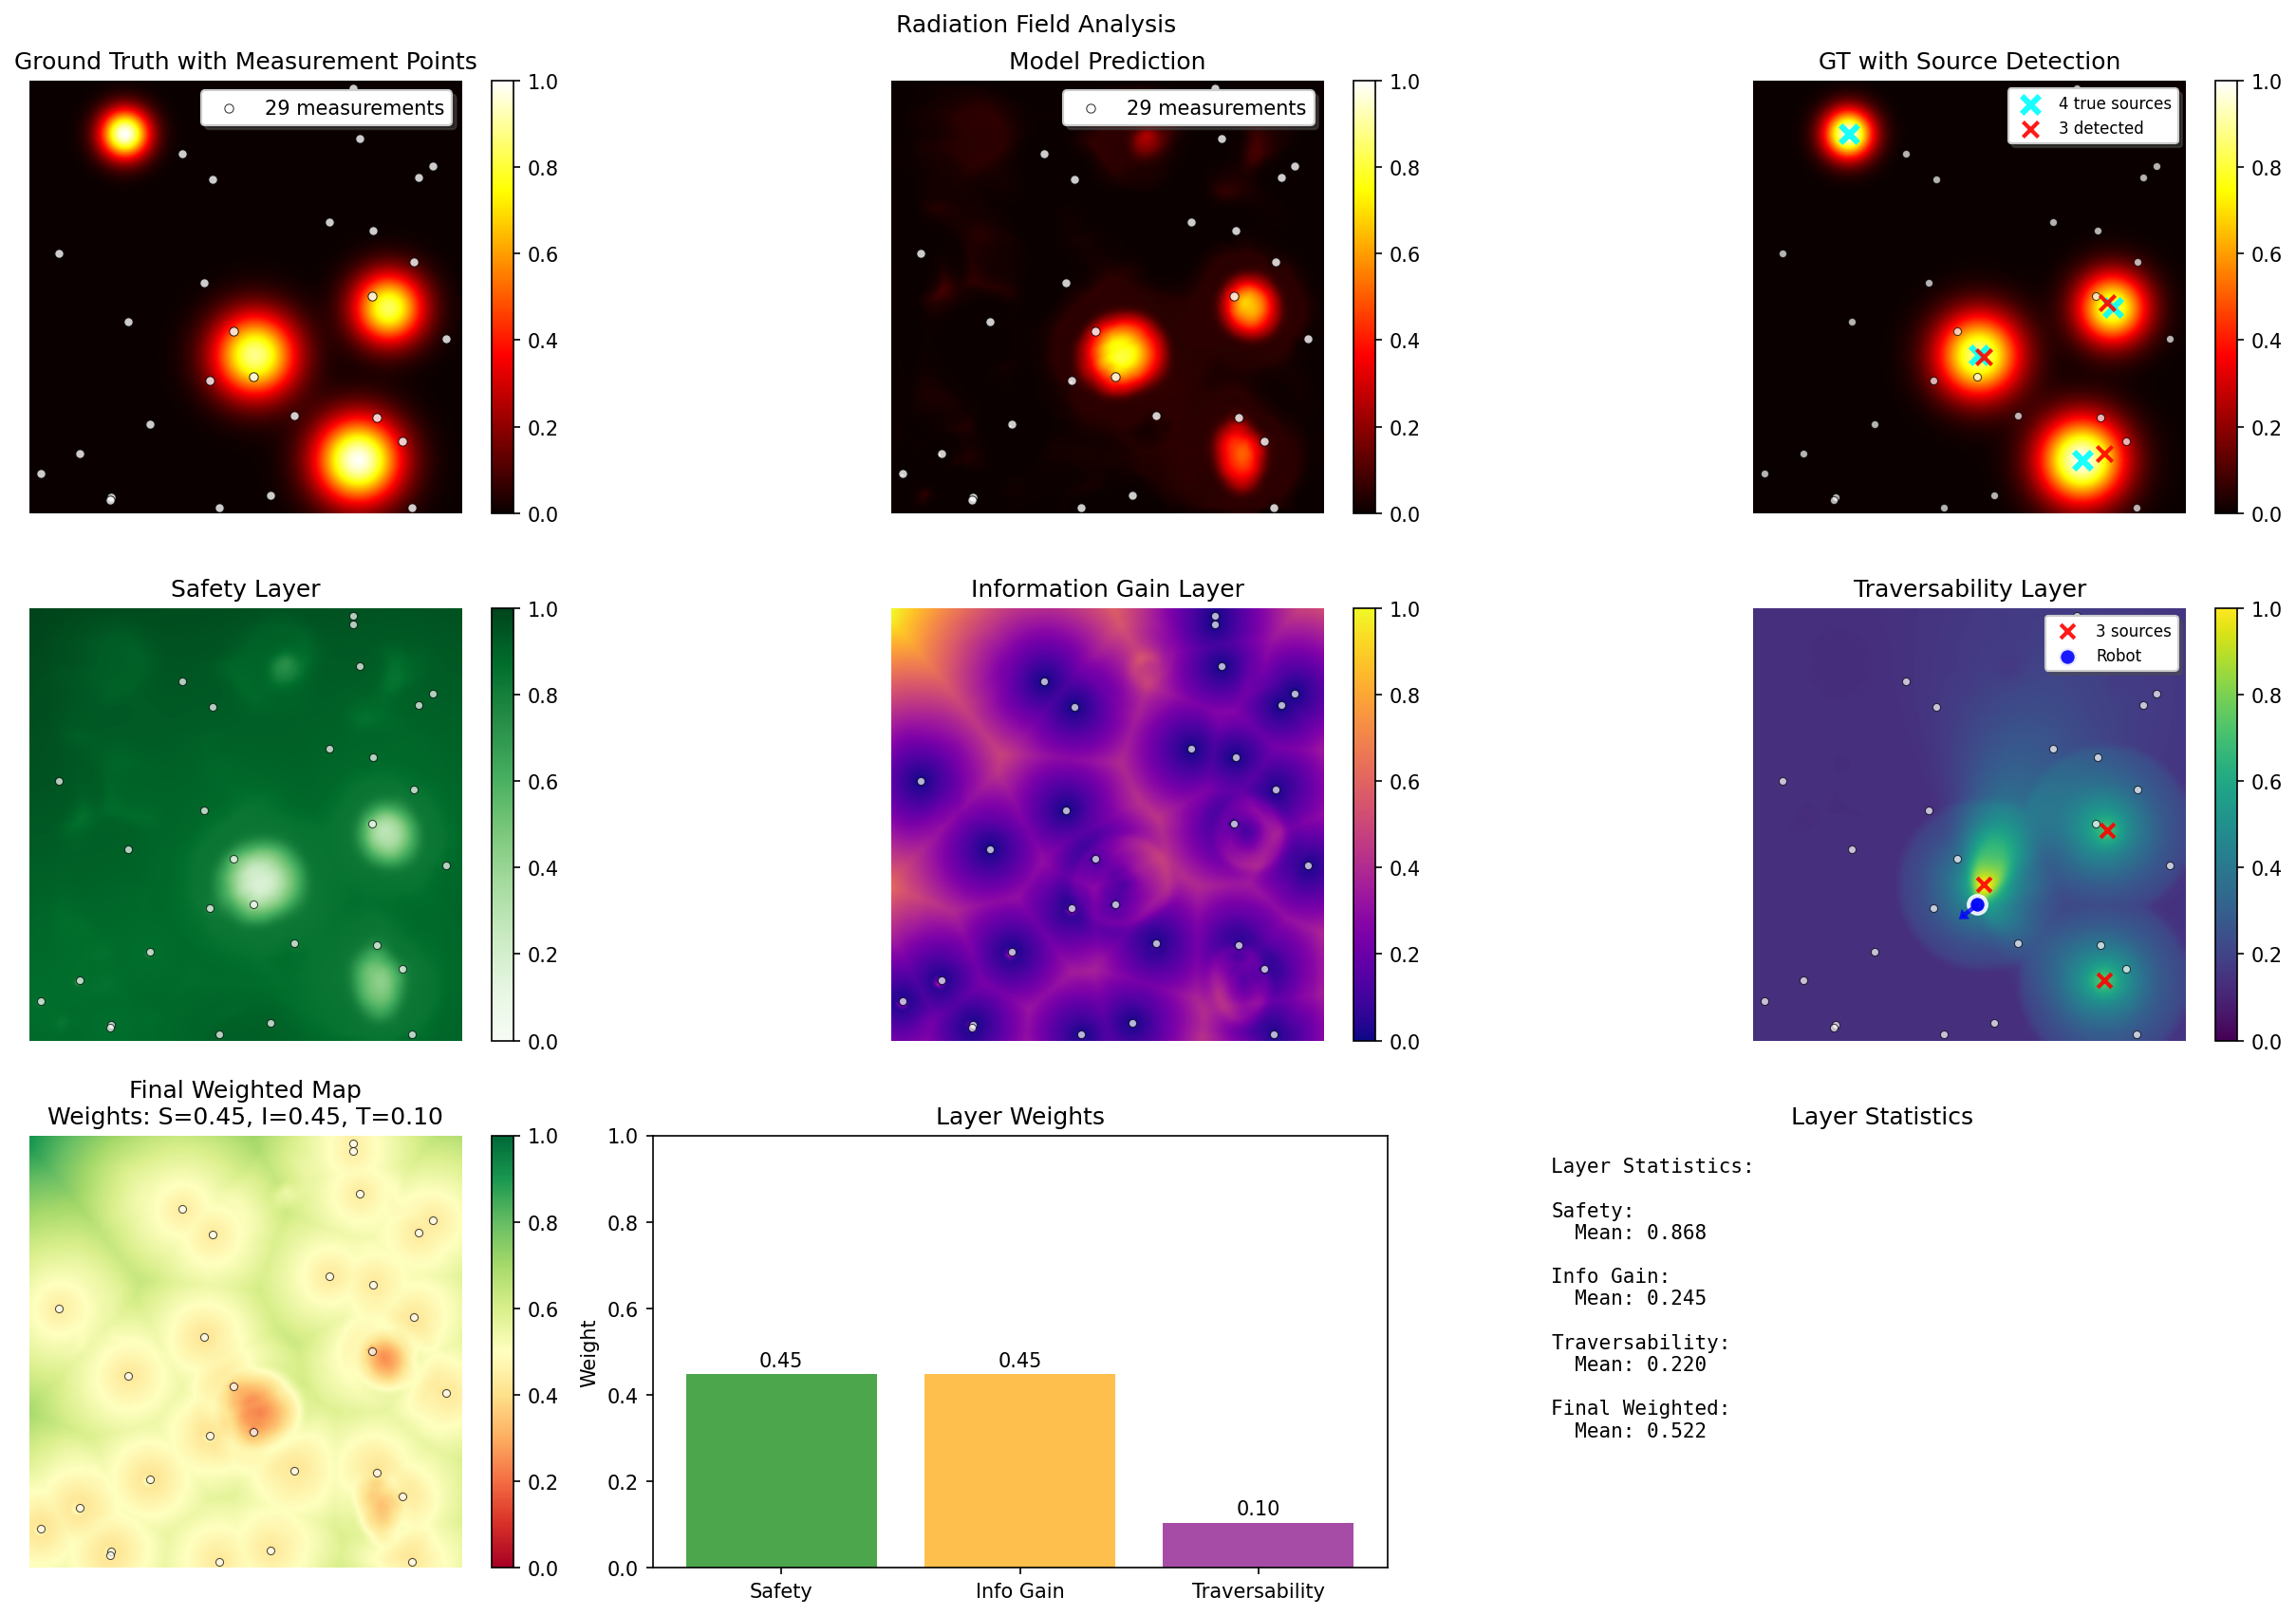 Radiation Field Analysis
Ground Truth with Measurement Points
29 measurements
1.0
0.8
0.6
0.4
0.2
0.0
Model Prediction
29 measurements
1.0
0.8
0.6
0.4
0.2
0.0
GT with Source Detection
4 true sources
3 detected
1.0
0.8
0.6
0.4
0.2
0.0
Safety Layer
1.0
0.8
0.6
0.4
0.2
0.0
Information Gain Layer
1.0
0.8
0.6
0.4
0.2
0.0
Traversability Layer
3 sources
Robot
1.0
0.8
0.6
0.4
0.2
0.0
Final Weighted Map
Weights: S=0.45, I=0.45, T=0.10
1.0
0.8
0.6
0.4
0.2
0.0
Layer Weights
Weight
1.0
0.8
0.6
0.4
0.2
0.0
0.45
0.45
0.10
Safety
Info Gain
Traversability
Layer Statistics
Layer Statistics:
Safety:
Mean: 0.868
Info Gain:
Mean: 0.245
Traversability:
Mean: 0.220
Final Weighted:
Mean: 0.522